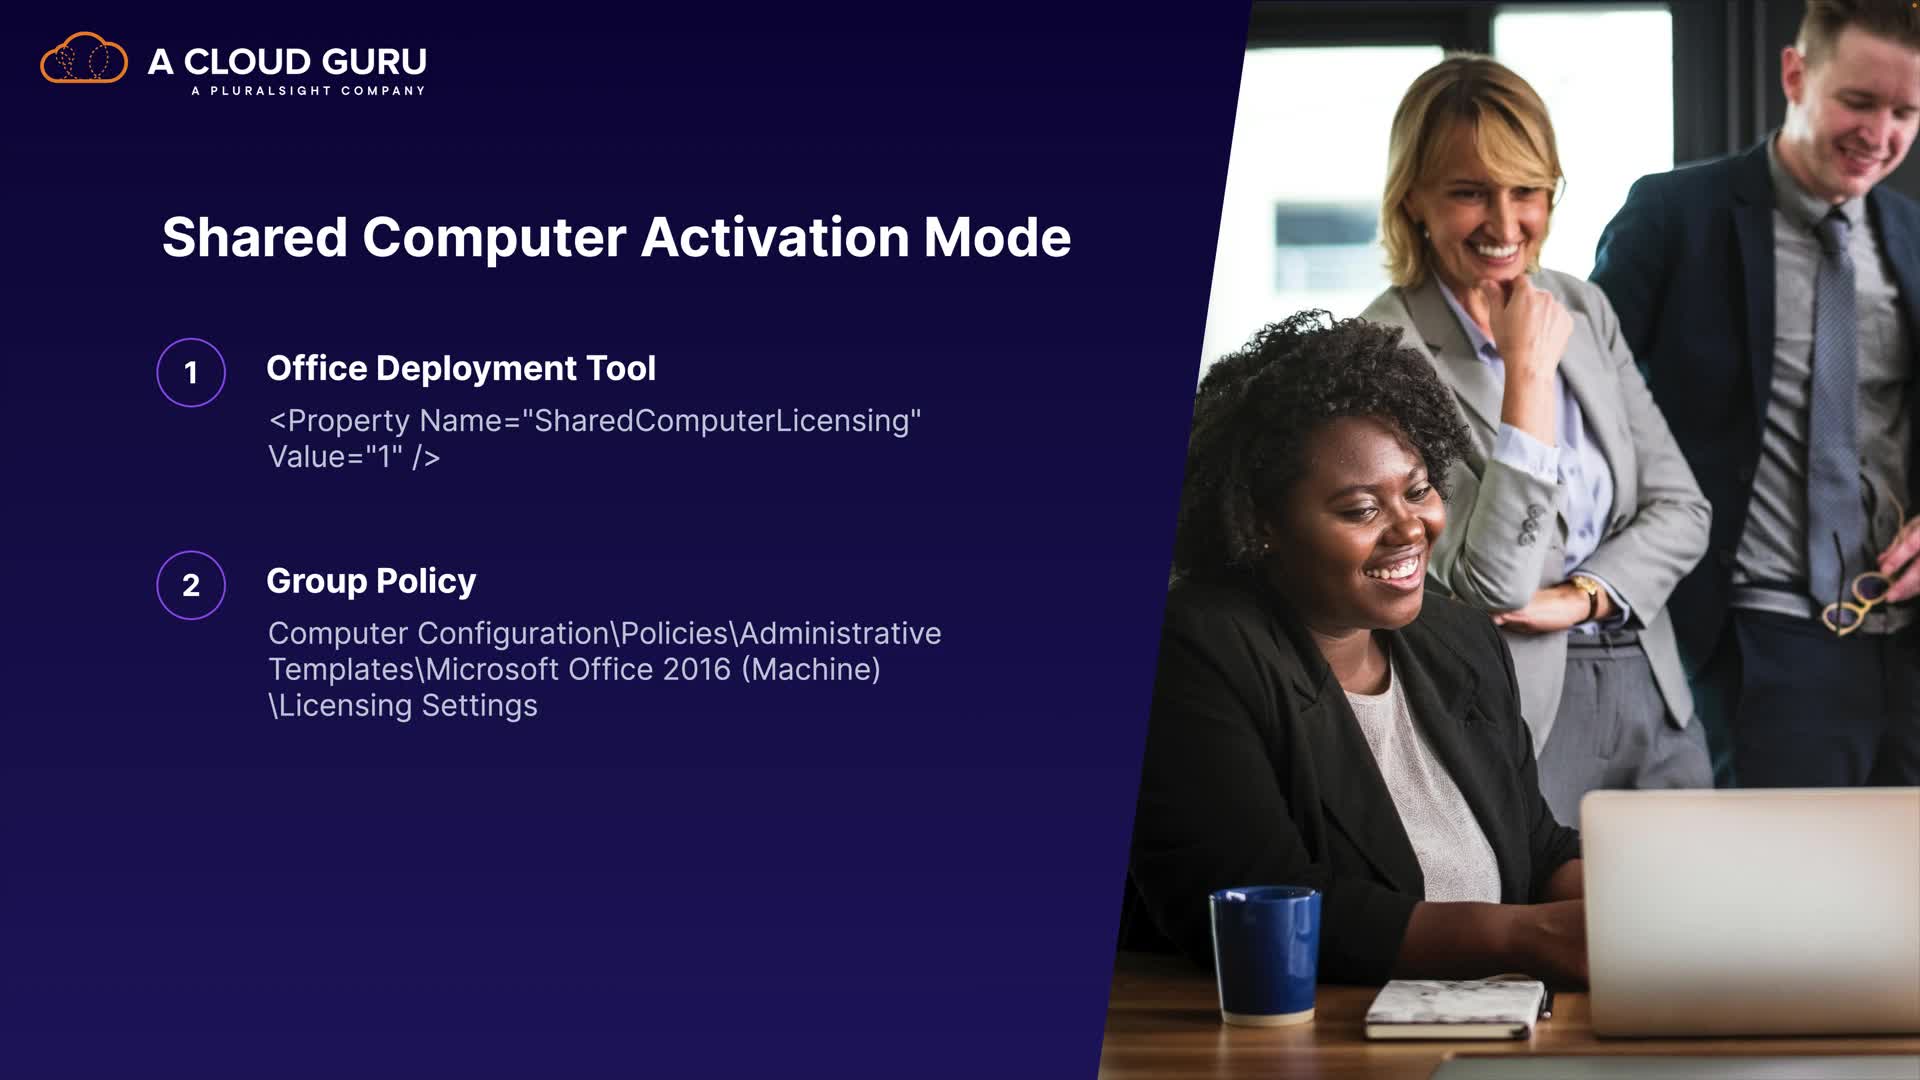 A CLOUD GURU
A PLURALSIGHT COMPANY
Shared Computer Activation Mode
1
Office Deployment Tool
<Property Name="SharedComputerLicensing"
Value="1" />
2
Group Policy
Computer Configuration\Policies\Administrative
Templates\Microsoft Office 2016 (Machine)
\Licensing Settings